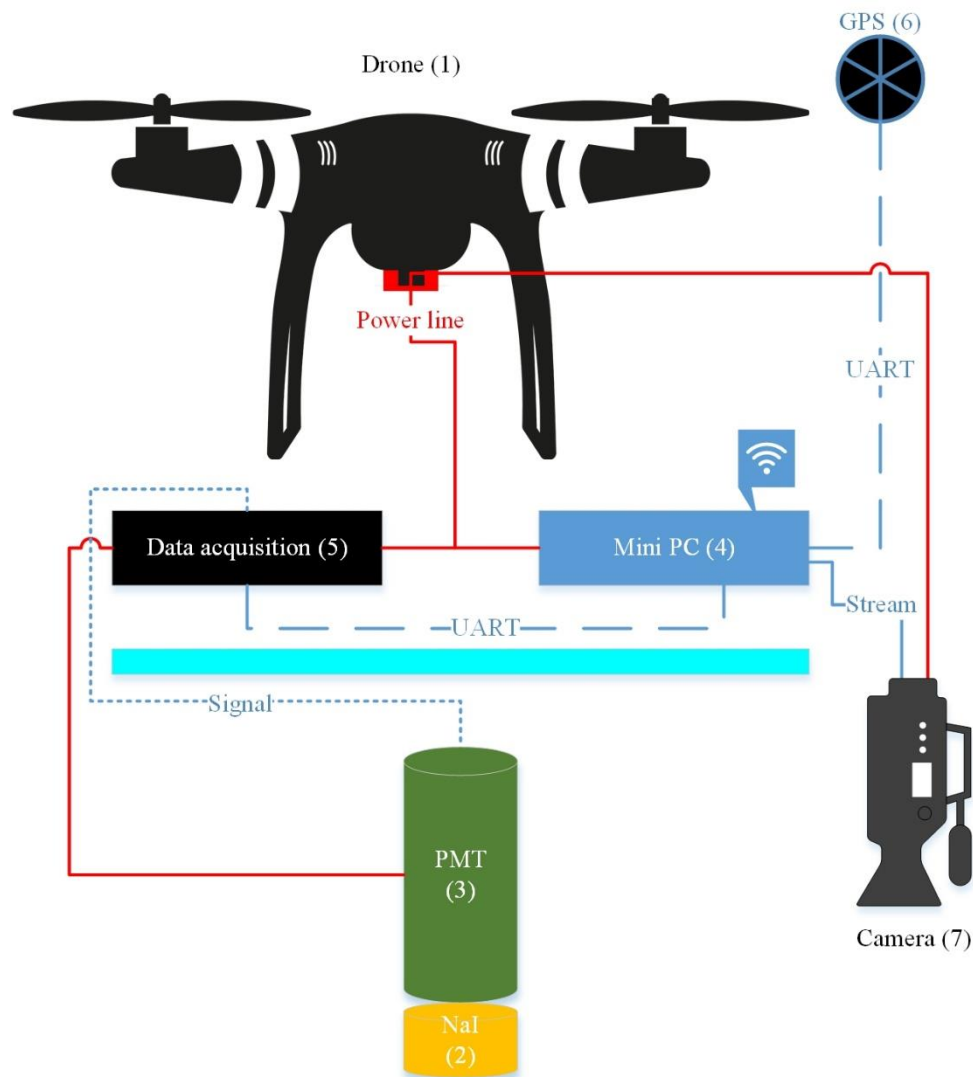 GPS (6)
Drone (1)
Power line
UART
Data acquisition (5)
Mini PC (4)
Stream
UART
Signal
PMT
(3)
Camera (7)
NaI
(2)